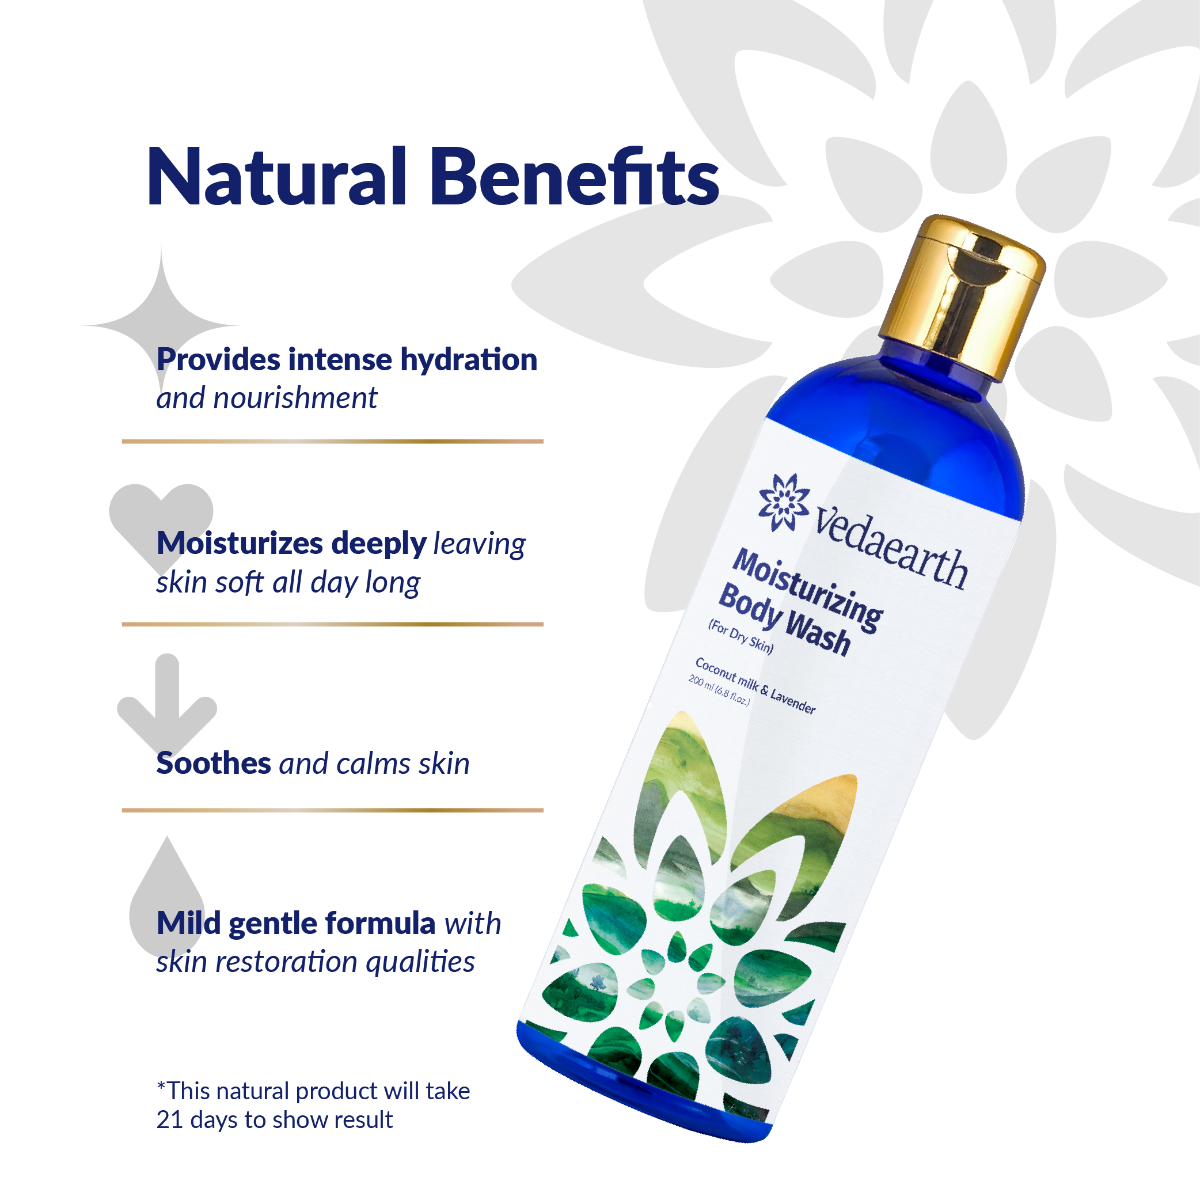 Natural Benefits
Provides intense hydration
and nourishment
Moisturizes deeply leaving
skin soft all day long
Soothes and calms skin
Mild gentle formula with
skin restoration qualities
*This natural product will take
21 days to show result
vedaearth
Moisturizing
Body Wash
(For Dry Skin)
Coconut milk & Lavender
200 ml (6.8 fl.oz.)